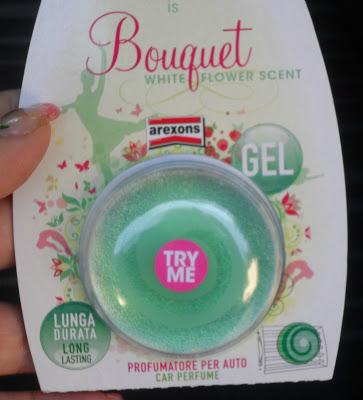 is
Bouquet
WHITE FLOWER SCENT
arexons
GEL
TRY
ME
LUNGA
DURATA
LONG
LASTING
PROFUMATORE PER AUTO
CAR PERFUME